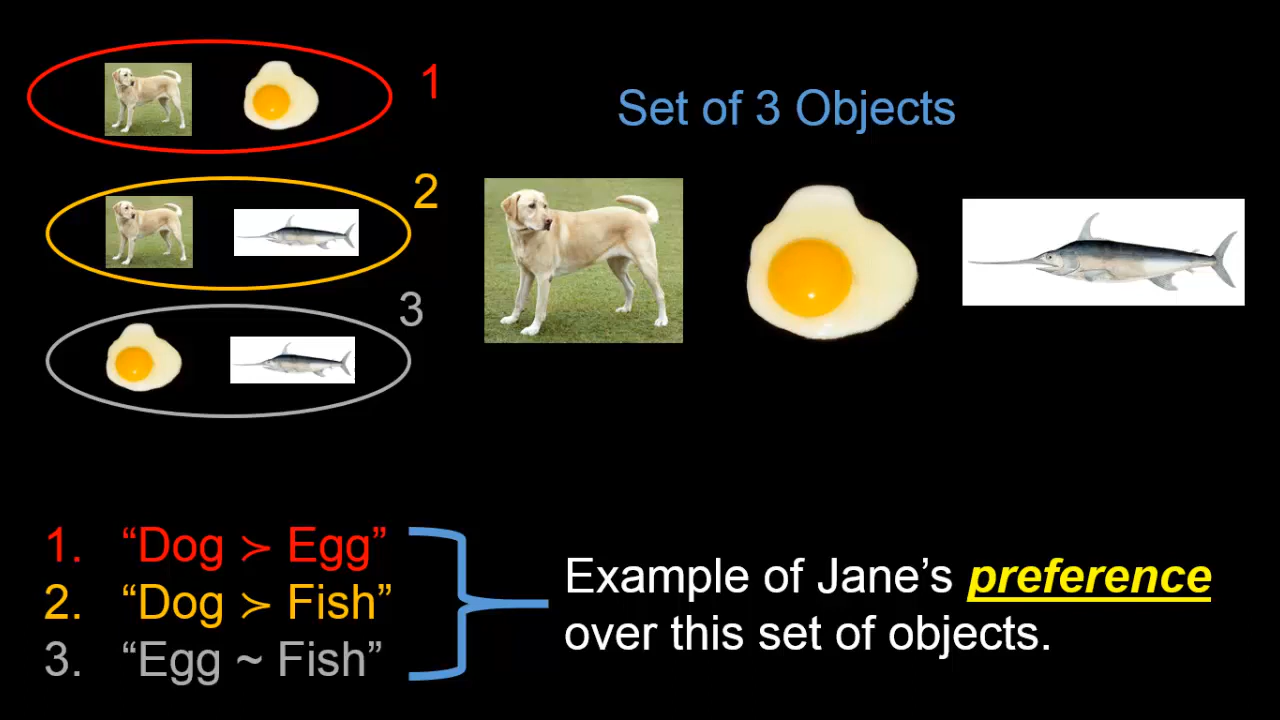 1
Set of 3 Objects
2
3
1. “Dog ≻ Egg”
2. “Dog ≻ Fish”
3. “Egg ~ Fish”
Example of Jane’s preference
over this set of objects.